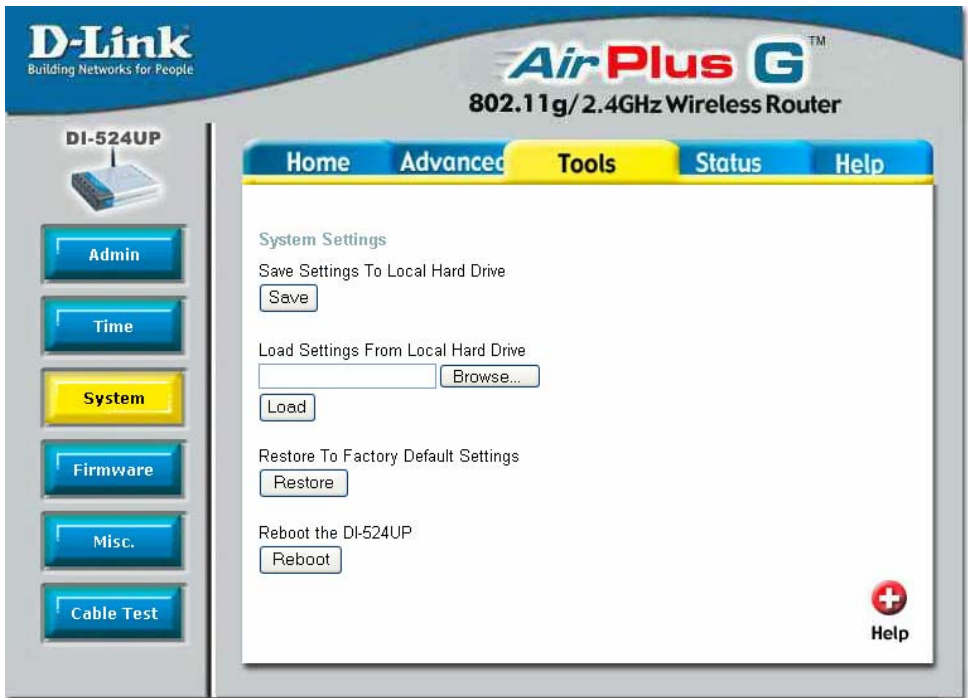 D-Link
Building Networks for People
AirPlus G™
802.11g/2.4GHz Wireless Router
DI-524UP
Home Advanced Tools Status Help
Admin
Time
System
Firmware
Misc.
Cable Test
System Settings
Save Settings To Local Hard Drive
Save
Load Settings From Local Hard Drive
Browse...
Load
Restore To Factory Default Settings
Restore
Reboot the DI-524UP
Reboot
Help